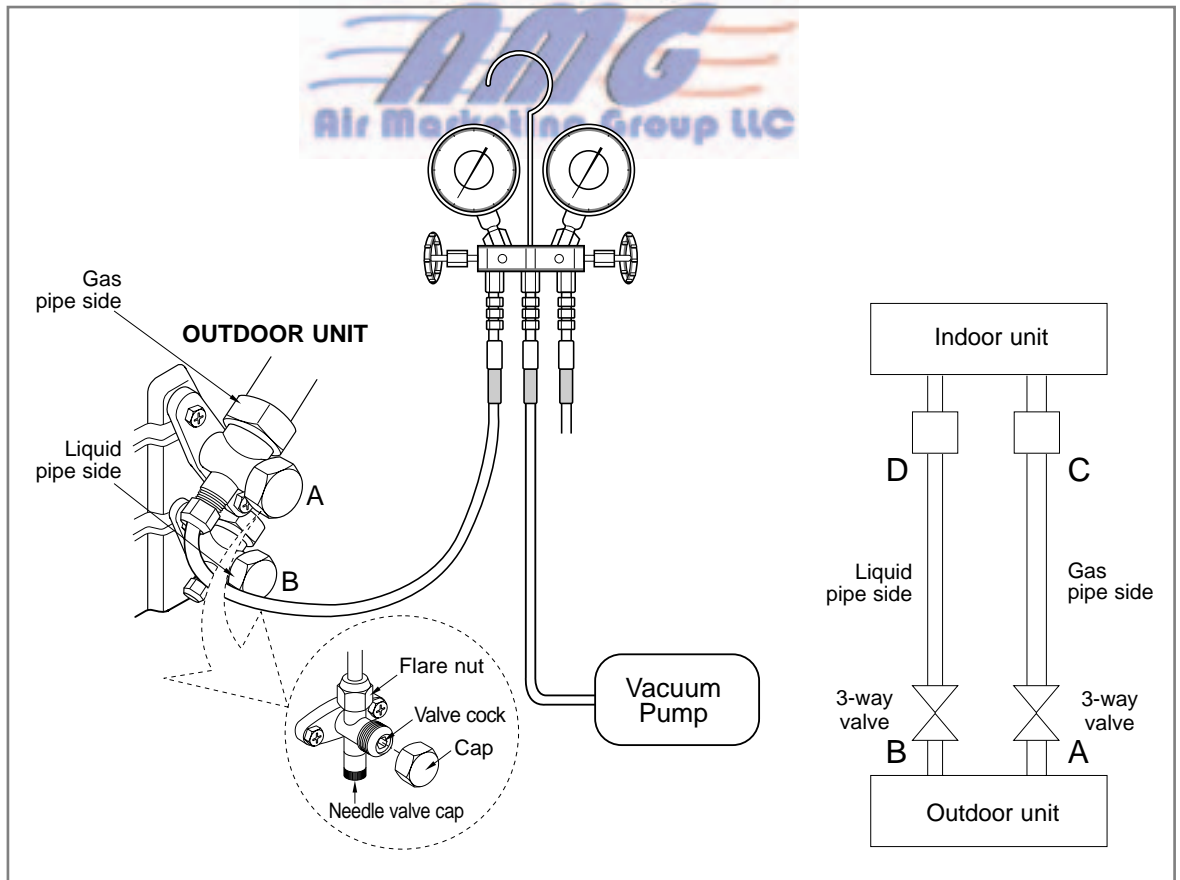 AMG
Air Marketing Group LLC
Gas
pipe side
OUTDOOR UNIT
Liquid
pipe side
A
B
Flare nut
Valve cock
Cap
Needle valve cap
Vacuum
Pump
Indoor unit
D
C
Liquid
pipe side
Gas
pipe side
3-way
valve
3-way
valve
B
A
Outdoor unit